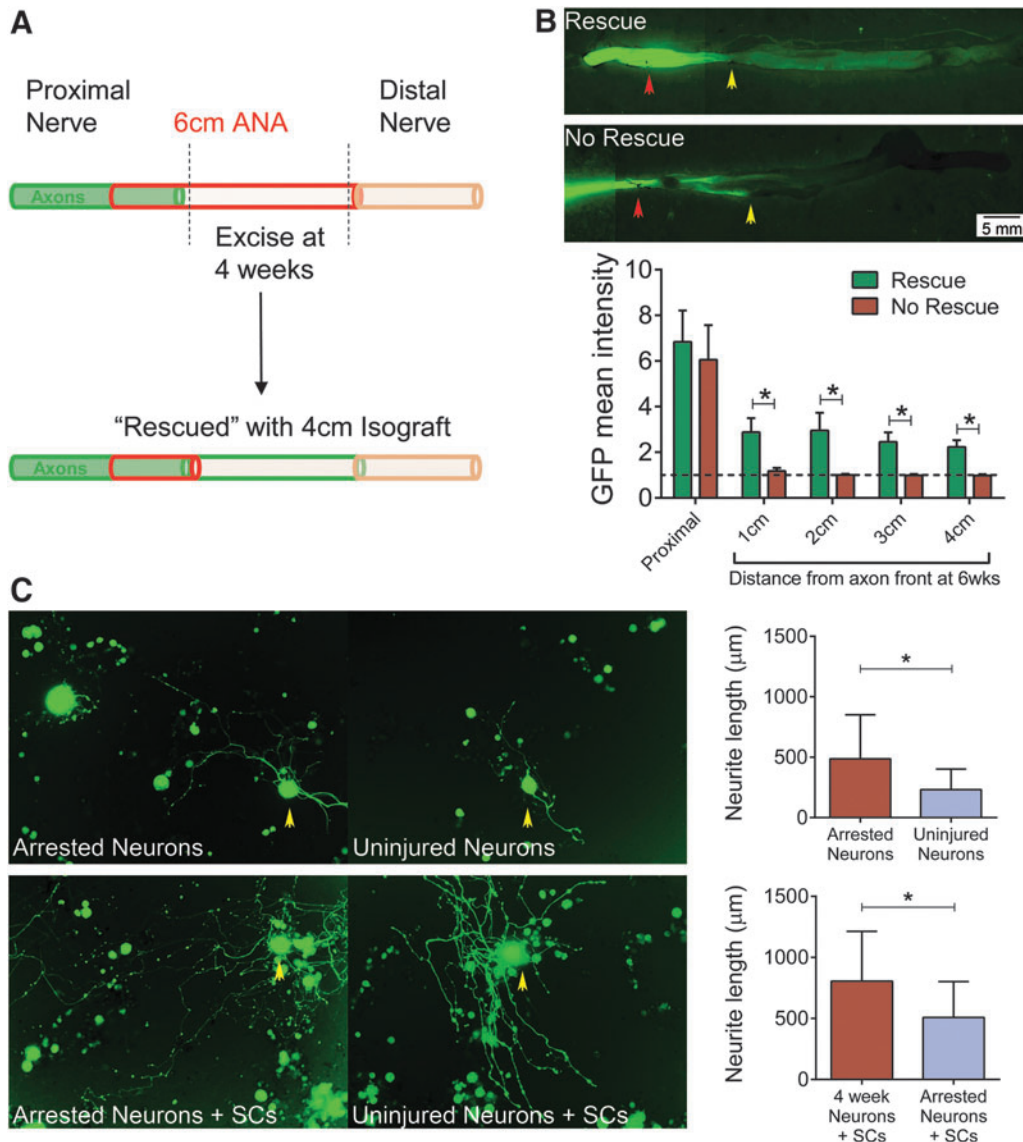 A
Proximal
Nerve
6cm ANA
Distal
Nerve
Axons
Excise at
4 weeks
"Rescued" with 4cm Isograft
Axons
B
Rescue
No Rescue
5 mm
GFP mean intensity
10
8
6
4
2
0
Rescue
No Rescue
*
*
*
*
Proximal
1cm
2cm
3cm
4cm
Distance from axon front at 6wks
C
Arrested Neurons
Uninjured Neurons
Arrested Neurons + SCs
Uninjured Neurons + SCs
Neurite length (μm)
1500
1000
500
0
*
Arrested
Neurons
Uninjured
Neurons
Neurite length (μm)
1500
1000
500
0
*
4 week
Neurons
+ SCs
Arrested
Neurons
+ SCs